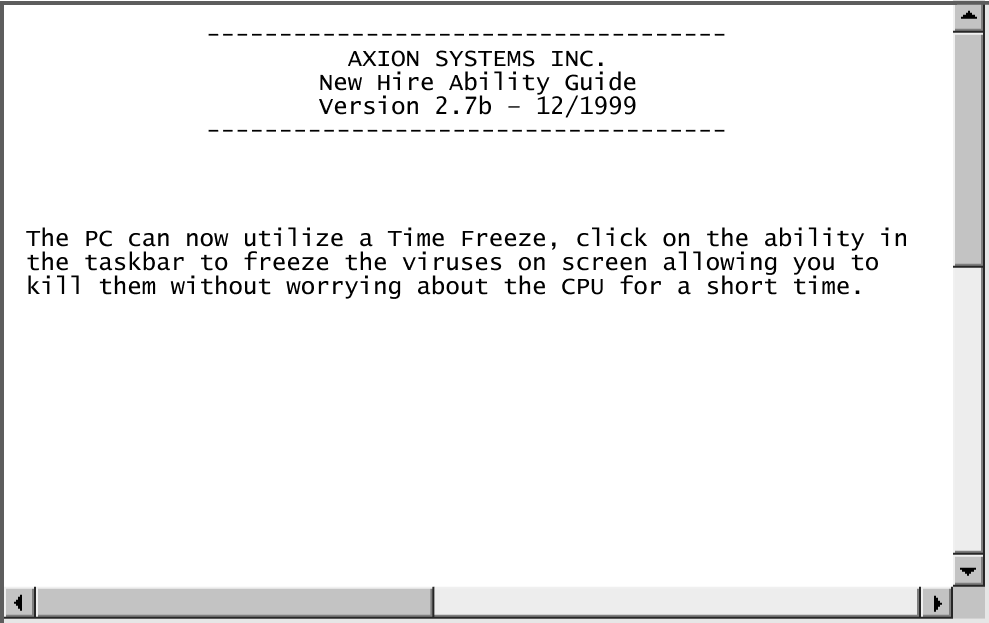 ------------------------------------
AXION SYSTEMS INC.
New Hire Ability Guide
Version 2.7b – 12/1999
------------------------------------
The PC can now utilize a Time Freeze, click on the ability in
the taskbar to freeze the viruses on screen allowing you to
kill them without worrying about the CPU for a short time.